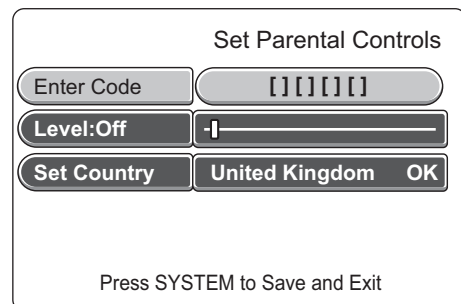 Set Parental Controls
Enter Code [ ] [ ] [ ] [ ]
Level:Off
Set Country United Kingdom OK
Press SYSTEM to Save and Exit